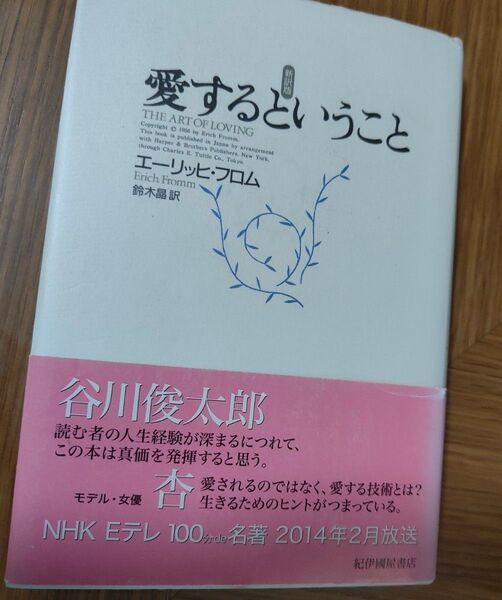 新訳版
愛するということ
THE ART OF LOVING
Copyright © 1956 by Erich Fromm.
This book is published in Japan by arrangement
with Harper & Brothers Publishers, New York,
through Charles E. Tuttle Co., Tokyo.
エーリッヒ・フロム
Erich Fromm
鈴木晶 訳
谷川俊太郎
読む者の人生経験が深まるにつれて、
この本は真価を発揮すると思う。
モデル・女優 杏
愛されるのではなく、愛する技術とは?
生きるためのヒントがつまっている。
NHK Eテレ 100分de名著 2014年2月放送
紀伊國屋書店